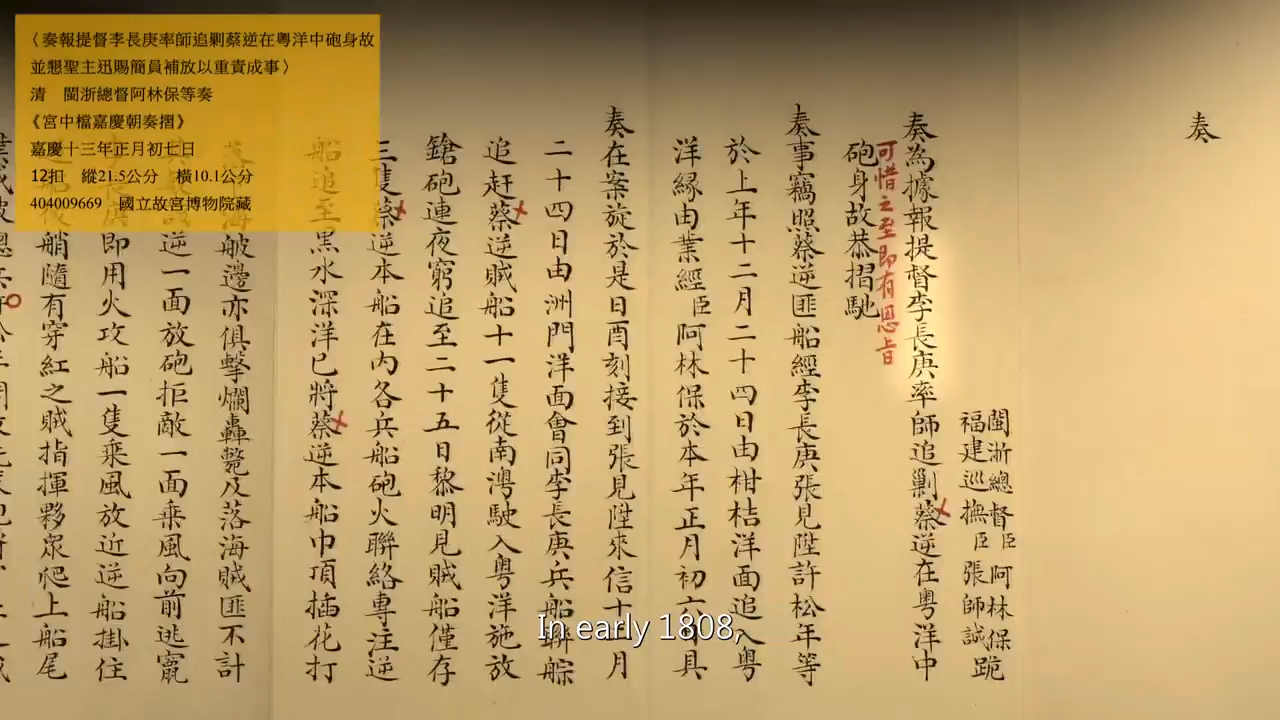 〈奏報提督李長庚率師追剿蔡逆在粵洋中砲身故
並懇聖主迅賜簡員補放以重責成事〉
清　閩浙總督阿林保等奏
《宮中檔嘉慶朝奏摺》
嘉慶十三年正月初七日
12扣　縱21.5公分　橫10.1公分
404009669　國立故宮博物院藏
奏
閩浙總督臣阿林保
福建巡撫臣張師誠跪
奏為據報提督李長庚率師追剿蔡逆在粵洋中
可惜之至即有恩旨
砲身故恭摺馳
奏事竊照蔡逆匪船經李長庚張見陞許松年等
於上年十二月二十四日由柑桔洋面追入粵
洋緣由業經臣阿林保於本年正月初六日具
奏在案旋於是日酉刻接到張見陞來信十二月
二十四日由洲門洋面會同李長庚兵船聯䑸
追赶蔡逆賊船十一隻從南灣駛入粵洋施放
鎗砲連夜窮追至二十五日黎明見賊船僅存
三隻蔡逆本船在內各兵船砲火聯絡專注逆
船追至黑水深洋已將蔡逆本船巾頂插花打
落海艍邊亦俱擊爛轟斃及落海賊匪不計
逆一面放砲拒敵一面乘風向前逃竄
即用火攻船一隻乘風放近逆船掛住
艄隨有穿紅之賊指揮夥眾爬上船尾
In early 1808,